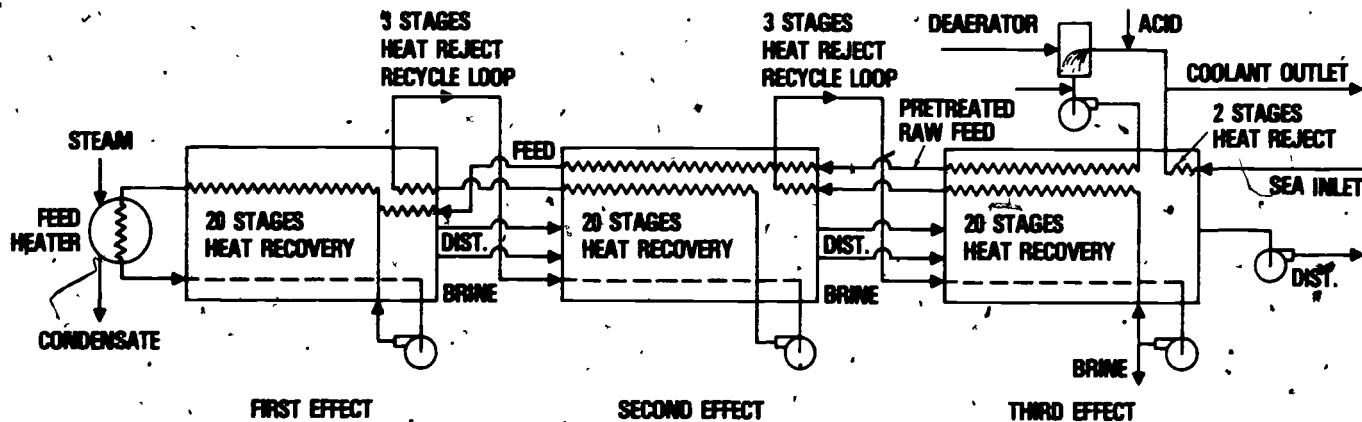 3 STAGES
HEAT REJECT
RECYCLE LOOP
3 STAGES
HEAT REJECT
RECYCLE LOOP
DEAERATOR
ACID
COOLANT OUTLET
PRETREATED
RAW FEED
2 STAGES
HEAT REJECT
STEAM
FEED
SEA INLET
FEED
HEATER
20 STAGES
HEAT RECOVERY
DIST.
20 STAGES
HEAT RECOVERY
DIST.
20 STAGES
HEAT RECOVERY
DIST.
BRINE
BRINE
CONDENSATE
BRINE
FIRST EFFECT
SECOND EFFECT
THIRD EFFECT